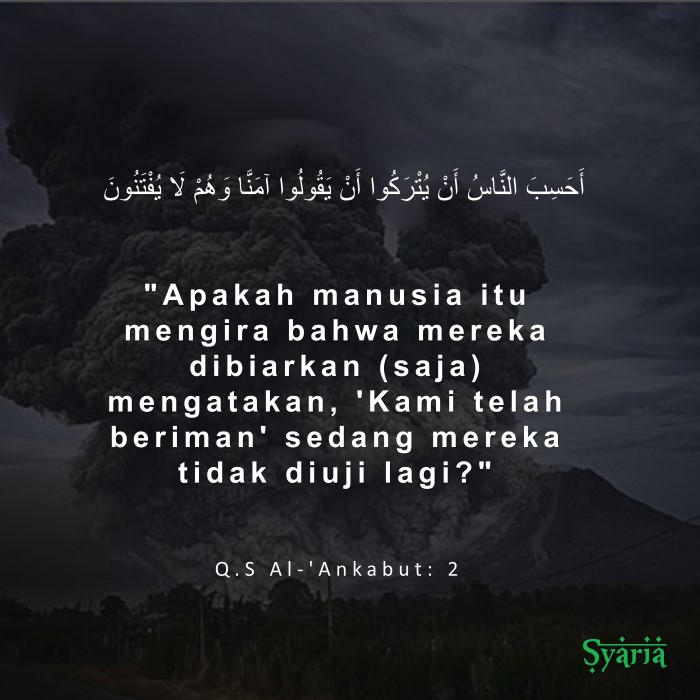 أَحَسِبَ النَّاسُ أَنْ يُتْرَكُوا أَنْ يَقُولُوا آمَنَّا وَهُمْ لَا يُفْتَنُونَ
"Apakah manusia itu
mengira bahwa mereka
dibiarkan (saja)
mengatakan, 'Kami telah
beriman' sedang mereka
tidak diuji lagi?"
Q.S Al-'Ankabut: 2
Syaria